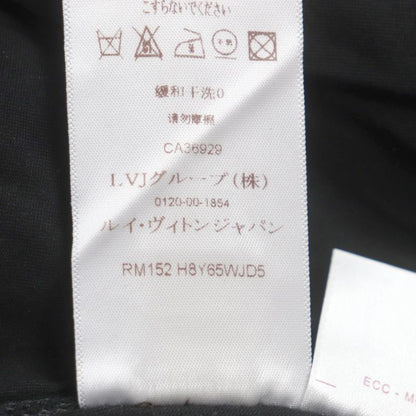 こすらないでください
缓和干洗
请勿摩擦
CA36929
LVJグループ(株)
0120-00-1854
ルイ・ヴィトンジャパン
RM152 H8Y65WJD5
ECC - M